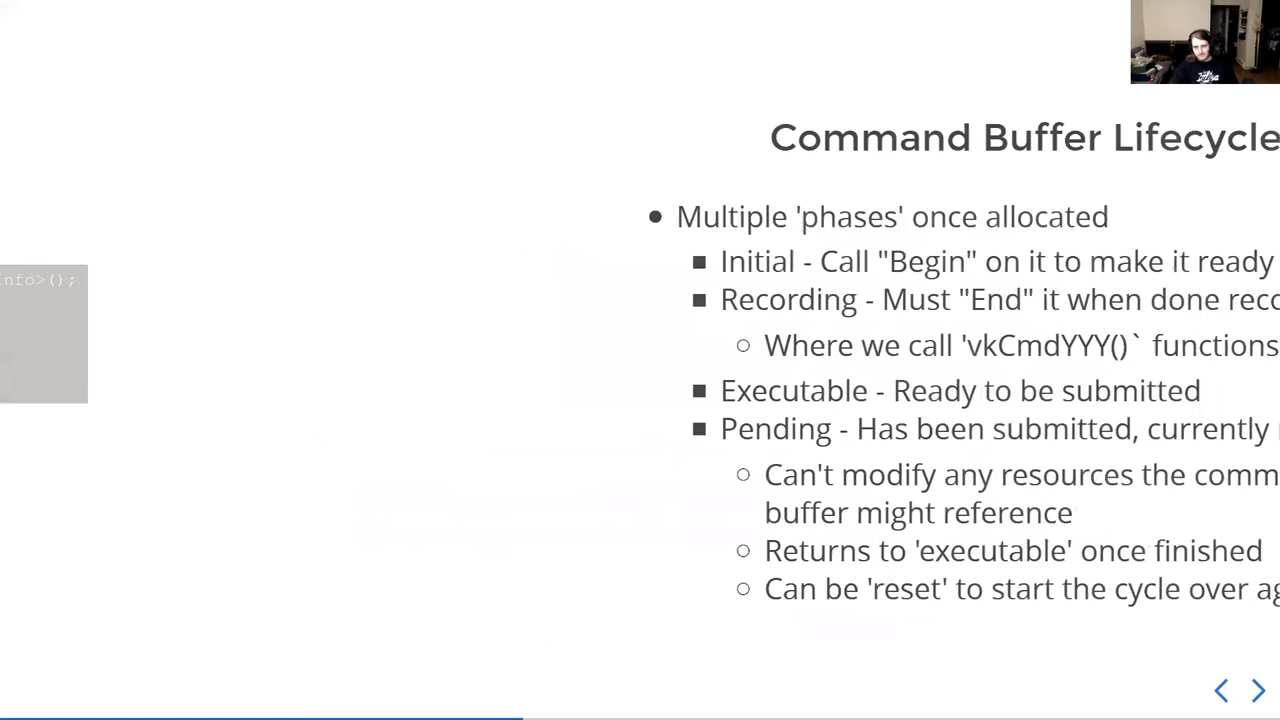 Command Buffer Lifecycle
nfo>();
• Multiple 'phases' once allocated
▪ Initial - Call "Begin" on it to make it ready
▪ Recording - Must "End" it when done reco
○ Where we call 'vkCmdYYY()` functions
▪ Executable - Ready to be submitted
▪ Pending - Has been submitted, currently
○ Can't modify any resources the comm
buffer might reference
○ Returns to 'executable' once finished
○ Can be 'reset' to start the cycle over ag